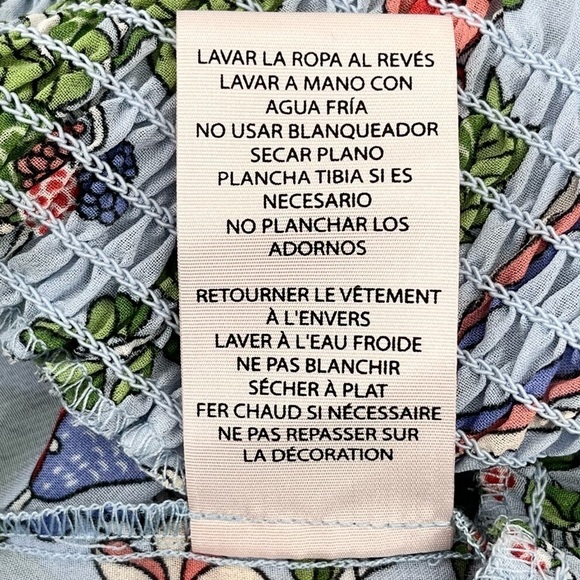 LAVAR LA ROPA AL REVÉS
LAVAR A MANO CON
AGUA FRÍA
NO USAR BLANQUEADOR
SECAR PLANO
PLANCHA TIBIA SI ES
NECESARIO
NO PLANCHAR LOS
ADORNOS
RETOURNER LE VÊTEMENT
À L'ENVERS
LAVER À L'EAU FROIDE
NE PAS BLANCHIR
SÉCHER À PLAT
FER CHAUD SI NÉCESSAIRE
NE PAS REPASSER SUR
LA DÉCORATION